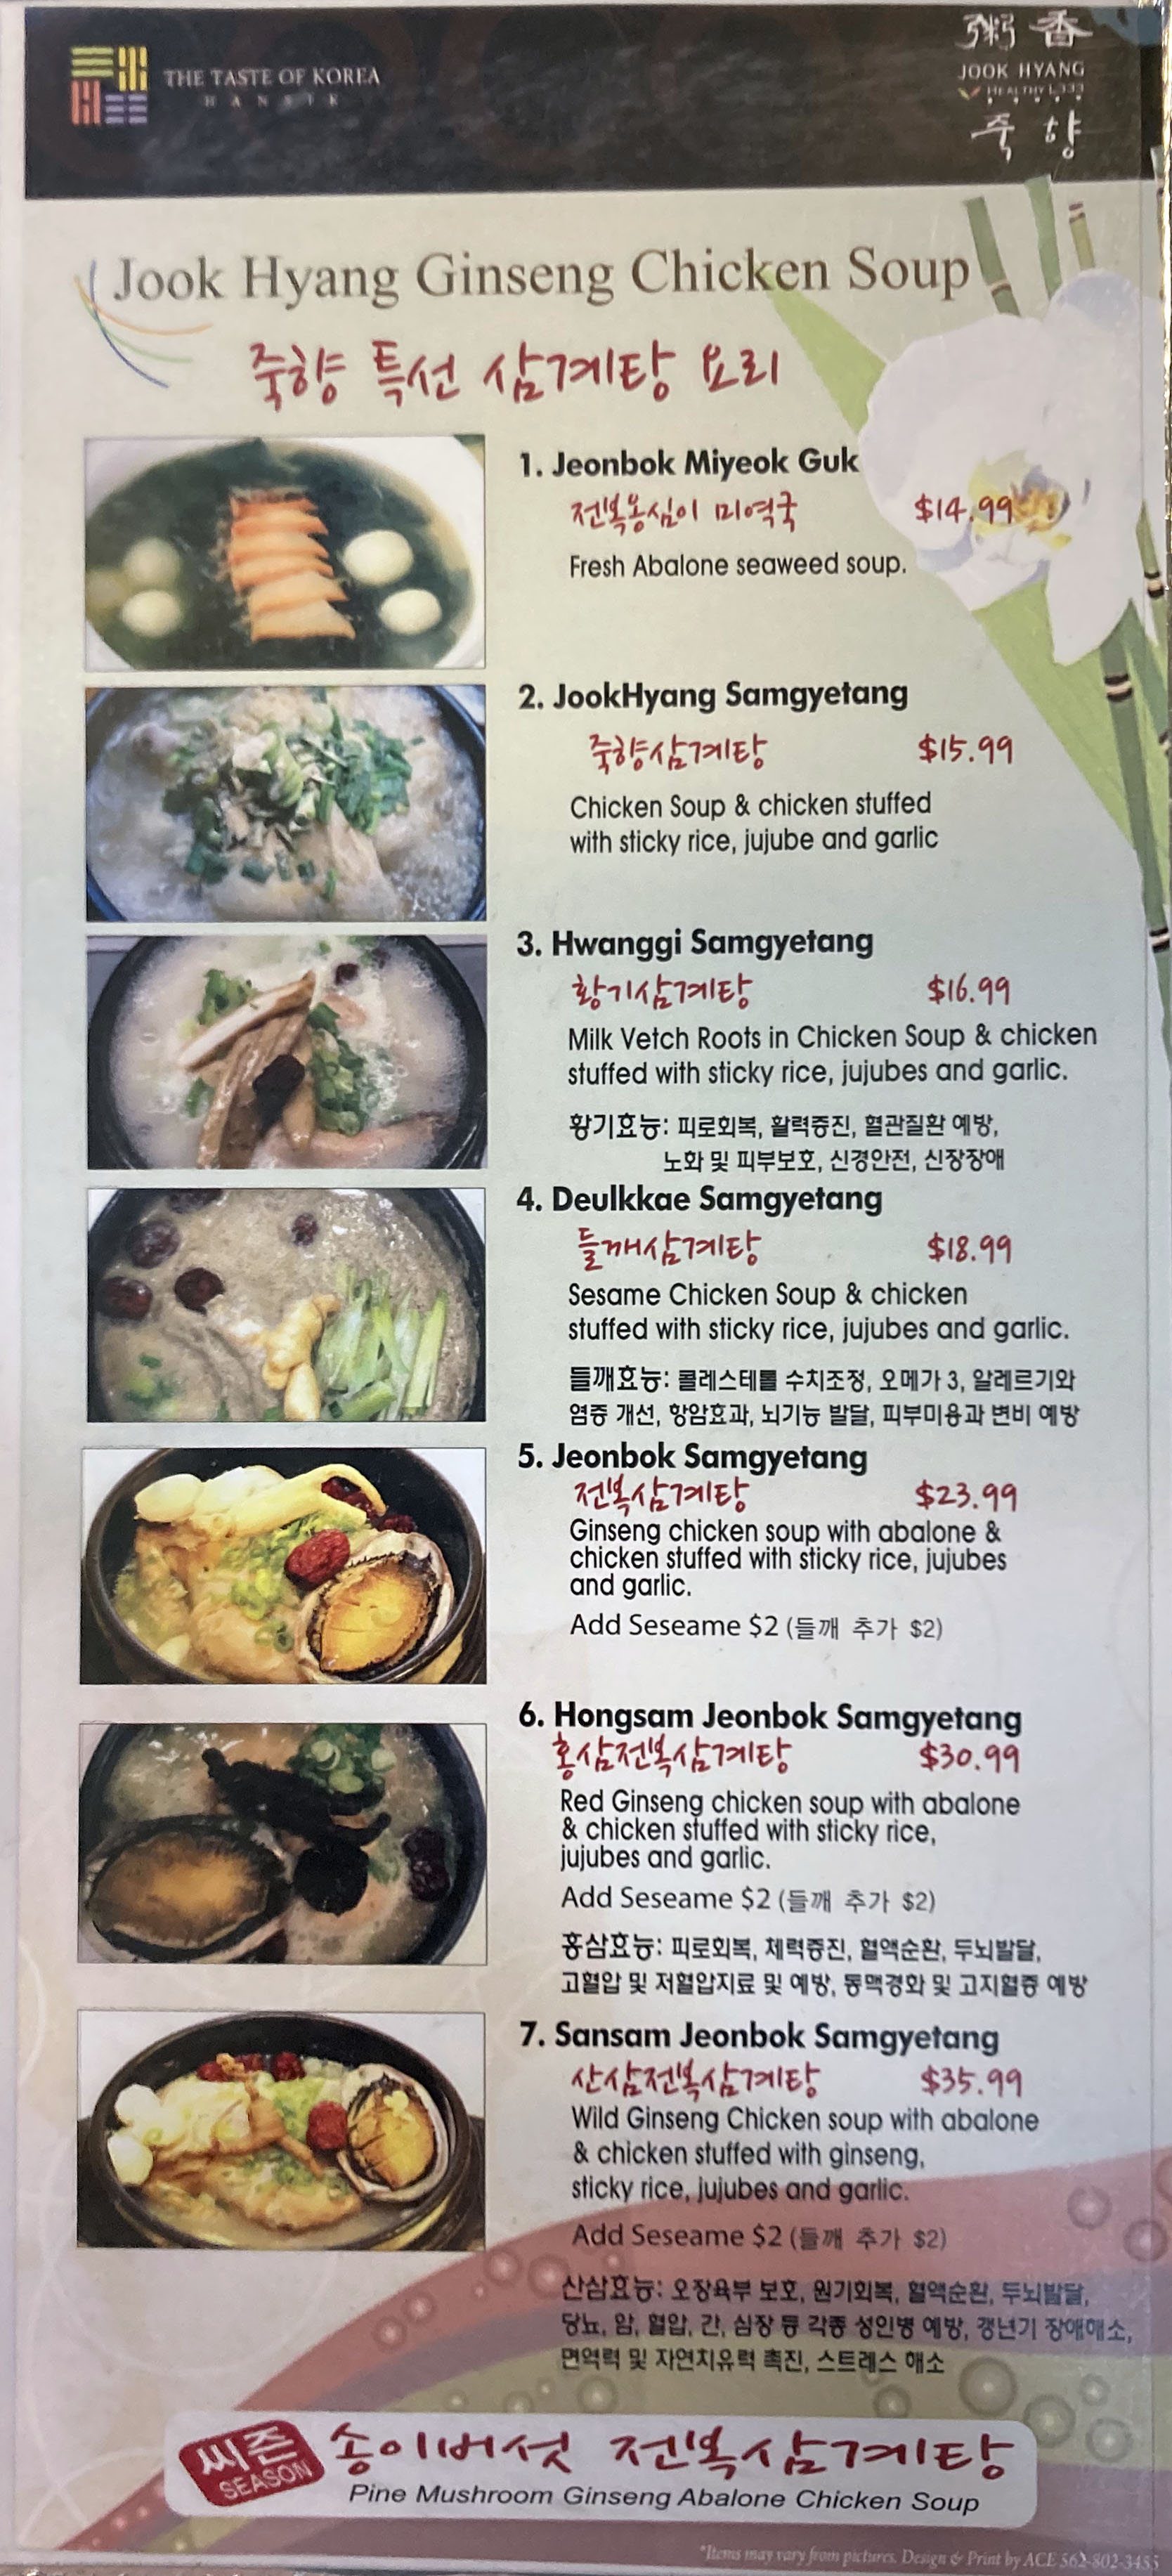 THE TASTE OF KOREA
HANSIK
粥香
JOOK HYANG
HEALTHY
죽향
Jook Hyang Ginseng Chicken Soup
죽향 특선 삼계탕 요리
1. Jeonbok Miyeok Guk
전복옹심이 미역국 $14.99
Fresh Abalone seaweed soup.
2. JookHyang Samgyetang
죽향삼계탕 $15.99
Chicken Soup & chicken stuffed
with sticky rice, jujube and garlic
3. Hwanggi Samgyetang
황기삼계탕 $16.99
Milk Vetch Roots in Chicken Soup & chicken
stuffed with sticky rice, jujubes and garlic.
황기효능: 피로회복, 활력증진, 혈관질환 예방,
노화 및 피부보호, 신경안전, 신장장애
4. Deulkkae Samgyetang
들깨삼계탕 $18.99
Sesame Chicken Soup & chicken
stuffed with sticky rice, jujubes and garlic.
들깨효능: 콜레스테롤 수치조정, 오메가 3, 알레르기와
염증 개선, 항암효과, 뇌기능 발달, 피부미용과 변비 예방
5. Jeonbok Samgyetang
전복삼계탕 $23.99
Ginseng chicken soup with abalone &
chicken stuffed with sticky rice, jujubes
and garlic.
Add Seseame $2 (들깨 추가 $2)
6. Hongsam Jeonbok Samgyetang
홍삼전복삼계탕 $30.99
Red Ginseng chicken soup with abalone
& chicken stuffed with sticky rice,
jujubes and garlic.
Add Seseame $2 (들깨 추가 $2)
홍삼효능: 피로회복, 체력증진, 혈액순환, 두뇌발달,
고혈압 및 저혈압지료 및 예방, 동맥경화 및 고지혈증 예방
7. Sansam Jeonbok Samgyetang
산삼전복삼계탕 $35.99
Wild Ginseng Chicken soup with abalone
& chicken stuffed with ginseng,
sticky rice, jujubes and garlic.
Add Seseame $2 (들깨 추가 $2)
산삼효능: 오장육부 보호, 원기회복, 혈액순환, 두뇌발달,
당뇨, 암, 혈압, 간, 심장 등 각종 성인병 예방, 갱년기 장애해소,
면역력 및 자연치유력 촉진, 스트레스 해소
씨즌
SEASON
송이버섯 전복삼계탕
Pine Mushroom Ginseng Abalone Chicken Soup
*Items may vary from pictures. Design & Print by ACE 562-802-3455